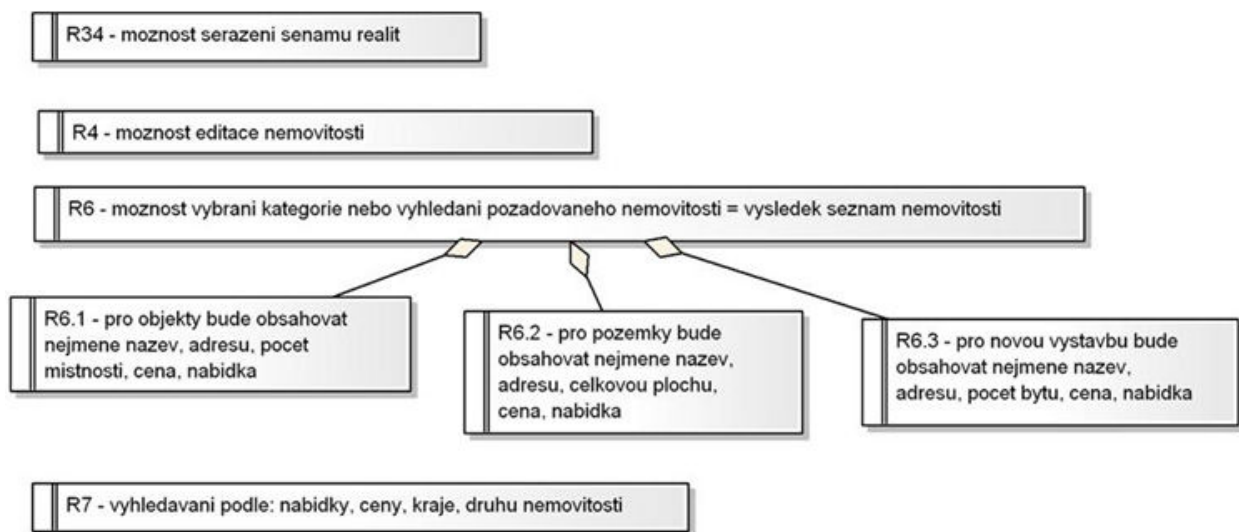 R34 - moznost serazeni senamu realit
R4 - moznost editace nemovitosti
R6 - moznost vybrani kategorie nebo vyhledani pozadovaneho nemovitosti = vysledek seznam nemovitosti
R6.1 - pro objekty bude obsahovat
nejmene nazev, adresu, pocet
mistnosti, cena, nabidka
R6.2 - pro pozemky bude
obsahovat nejmene nazev,
adresu, celkovou plochu,
cena, nabidka
R6.3 - pro novou vystavbu bude
obsahovat nejmene nazev,
adresu, pocet bytu, cena, nabidka
R7 - vyhledavani podle: nabidky, ceny, kraje, druhu nemovitosti